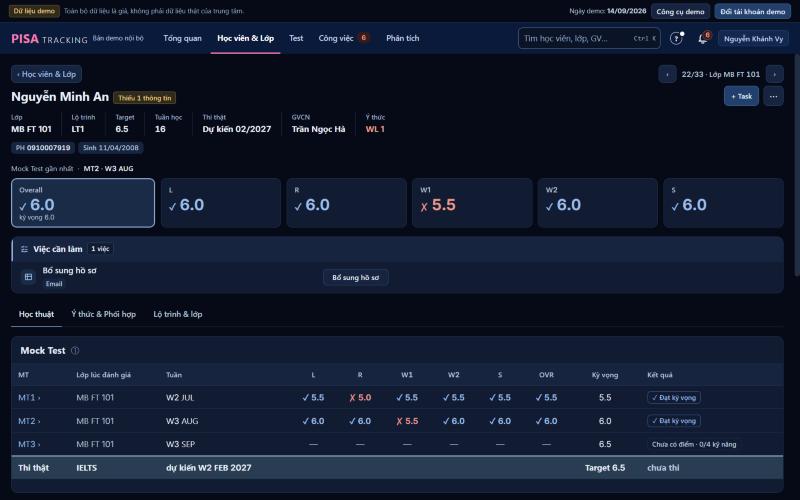 Dữ liệu demo Toàn bộ dữ liệu là giả, không phải dữ liệu thật của trung tâm. Ngày demo: 14/09/2026 Công cụ demo Đổi tài khoản demo
PISA TRACKING Bản demo nội bộ Tổng quan Học viên & Lớp Test Công việc 6 Phân tích Tìm học viên, lớp, GV... Ctrl K ? 6 Nguyễn Khánh Vy
‹ Học viên & Lớp ‹ 22/33 · Lớp MB FT 101 ›
Nguyễn Minh An Thiếu 1 thông tin + Task ...
Lớp Lộ trình Target Tuần học Thi thật GVCN Ý thức
MB FT 101 LT1 6.5 16 Dự kiến 02/2027 Trần Ngọc Hà WL 1
PH 0910007919 Sinh 11/04/2008
Mock Test gần nhất · MT2 · W3 AUG
Overall L R W1 W2 S
✓ 6.0 ✓ 6.0 ✓ 6.0 ✗ 5.5 ✓ 6.0 ✓ 6.0
kỳ vọng 6.0
Việc cần làm 1 việc
Bổ sung hồ sơ Bổ sung hồ sơ
Email
Học thuật Ý thức & Phối hợp Lộ trình & lớp
Mock Test ⓘ
MT Lớp lúc đánh giá Tuần L R W1 W2 S OVR Kỳ vọng Kết quả
MT1 › MB FT 101 W2 JUL ✓ 5.5 ✗ 5.0 ✓ 5.5 ✓ 5.5 ✓ 5.5 ✓ 5.5 5.5 ✓ Đạt kỳ vọng
MT2 › MB FT 101 W3 AUG ✓ 6.0 ✓ 6.0 ✗ 5.5 ✓ 6.0 ✓ 6.0 ✓ 6.0 6.0 ✓ Đạt kỳ vọng
MT3 › MB FT 101 W3 SEP — — — — — — 6.5 Chưa có điểm · 0/4 kỹ năng
Thi thật IELTS dự kiến W2 FEB 2027 Target 6.5 chưa thi